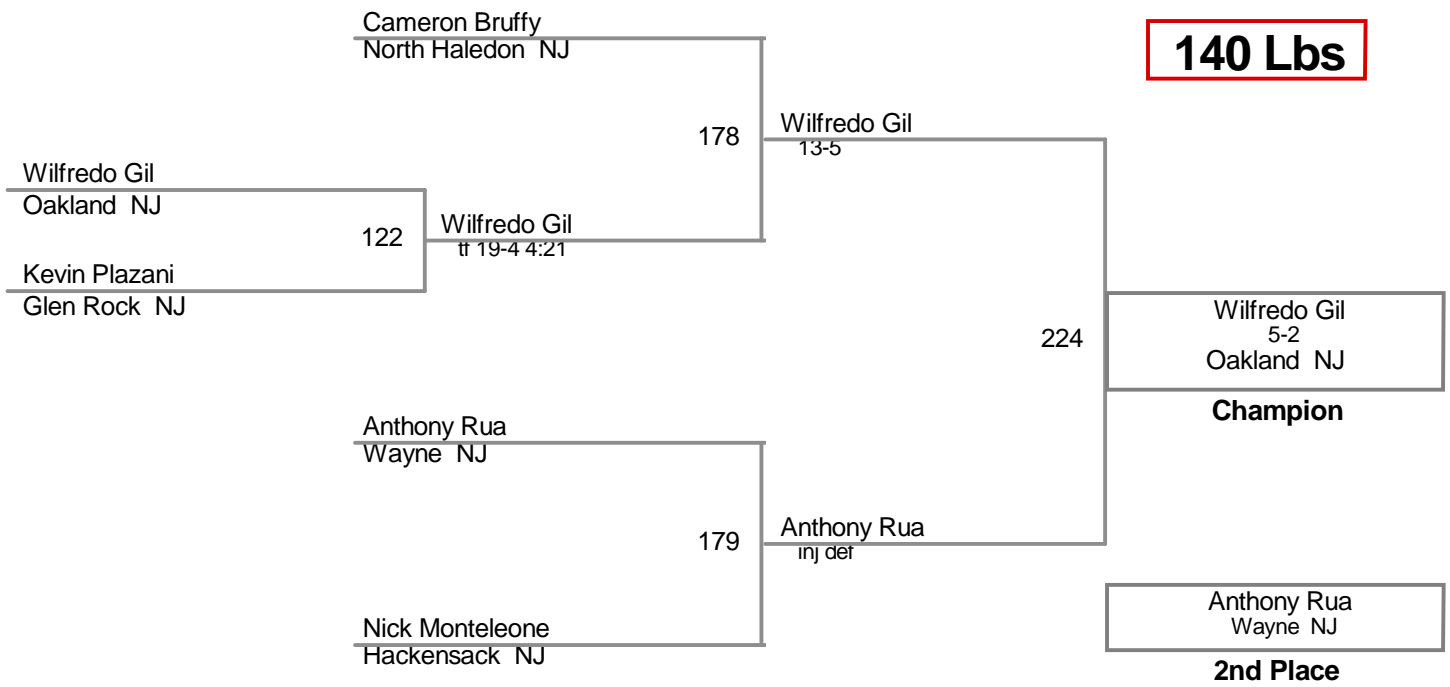 Cameron Bruffy
North Haledon NJ
140 Lbs
178
Wilfredo Gil
13-5
Wilfredo Gil
Oakland NJ
122
Wilfredo Gil
tf 19-4 4:21
Kevin Plazani
Glen Rock NJ
224
Wilfredo Gil
5-2
Oakland NJ
Champion
Anthony Rua
Wayne NJ
179
Anthony Rua
inj def
Nick Monteleone
Hackensack NJ
Anthony Rua
Wayne NJ
2nd Place